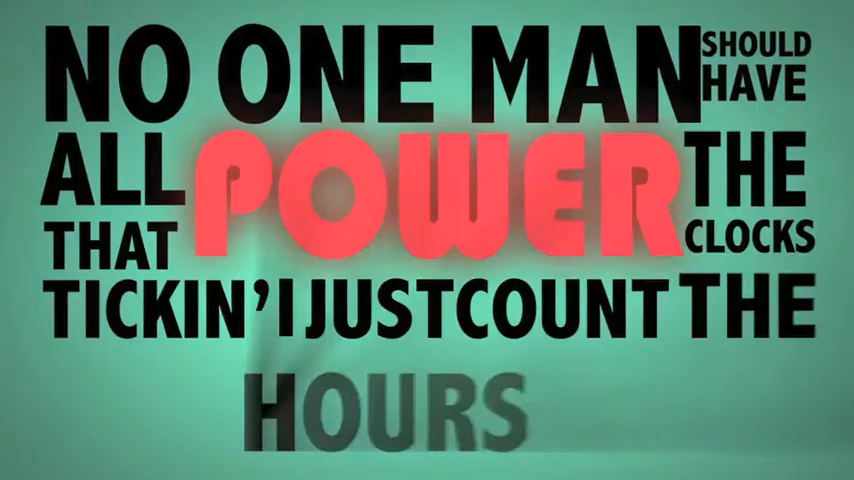 NO ONE MAN SHOULD HAVE
ALL THAT POWER THE CLOCKS
TICKIN' I JUST COUNT THE
HOURS